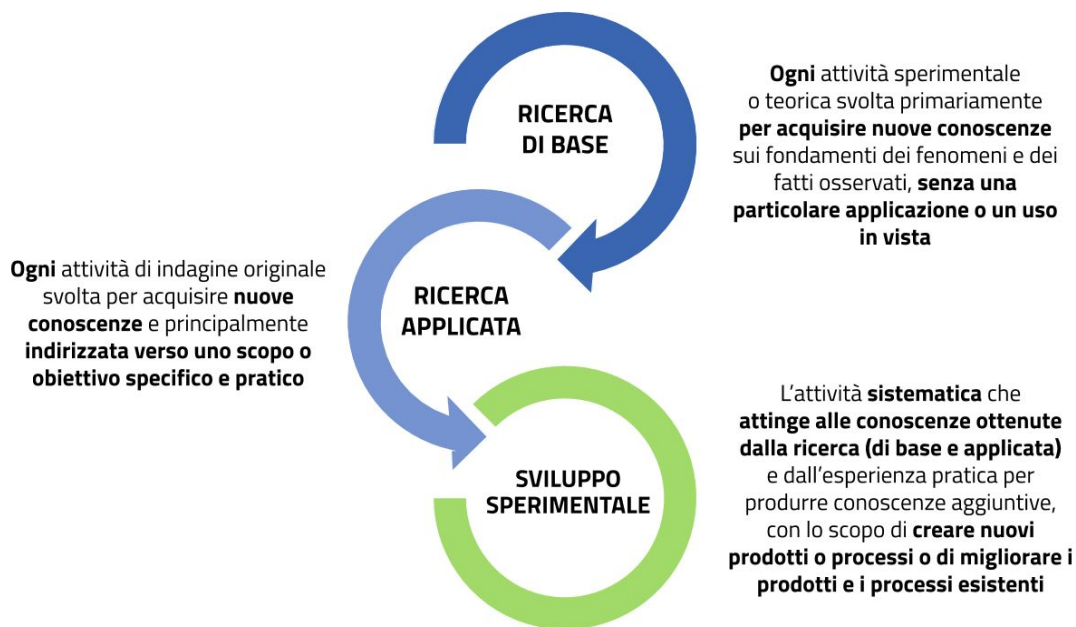 RICERCA
DI BASE
Ogni attività sperimentale
o teorica svolta primariamente
per acquisire nuove conoscenze
sui fondamenti dei fenomeni e dei
fatti osservati, senza una
particolare applicazione o un uso
in vista
RICERCA
APPLICATA
Ogni attività di indagine originale
svolta per acquisire nuove
conoscenze e principalmente
indirizzata verso uno scopo o
obiettivo specifico e pratico
SVILUPPO
SPERIMENTALE
L'attività sistematica che
attinge alle conoscenze ottenute
dalla ricerca (di base e applicata)
e dall'esperienza pratica per
produrre conoscenze aggiuntive,
con lo scopo di creare nuovi
prodotti o processi o di migliorare i
prodotti e i processi esistenti